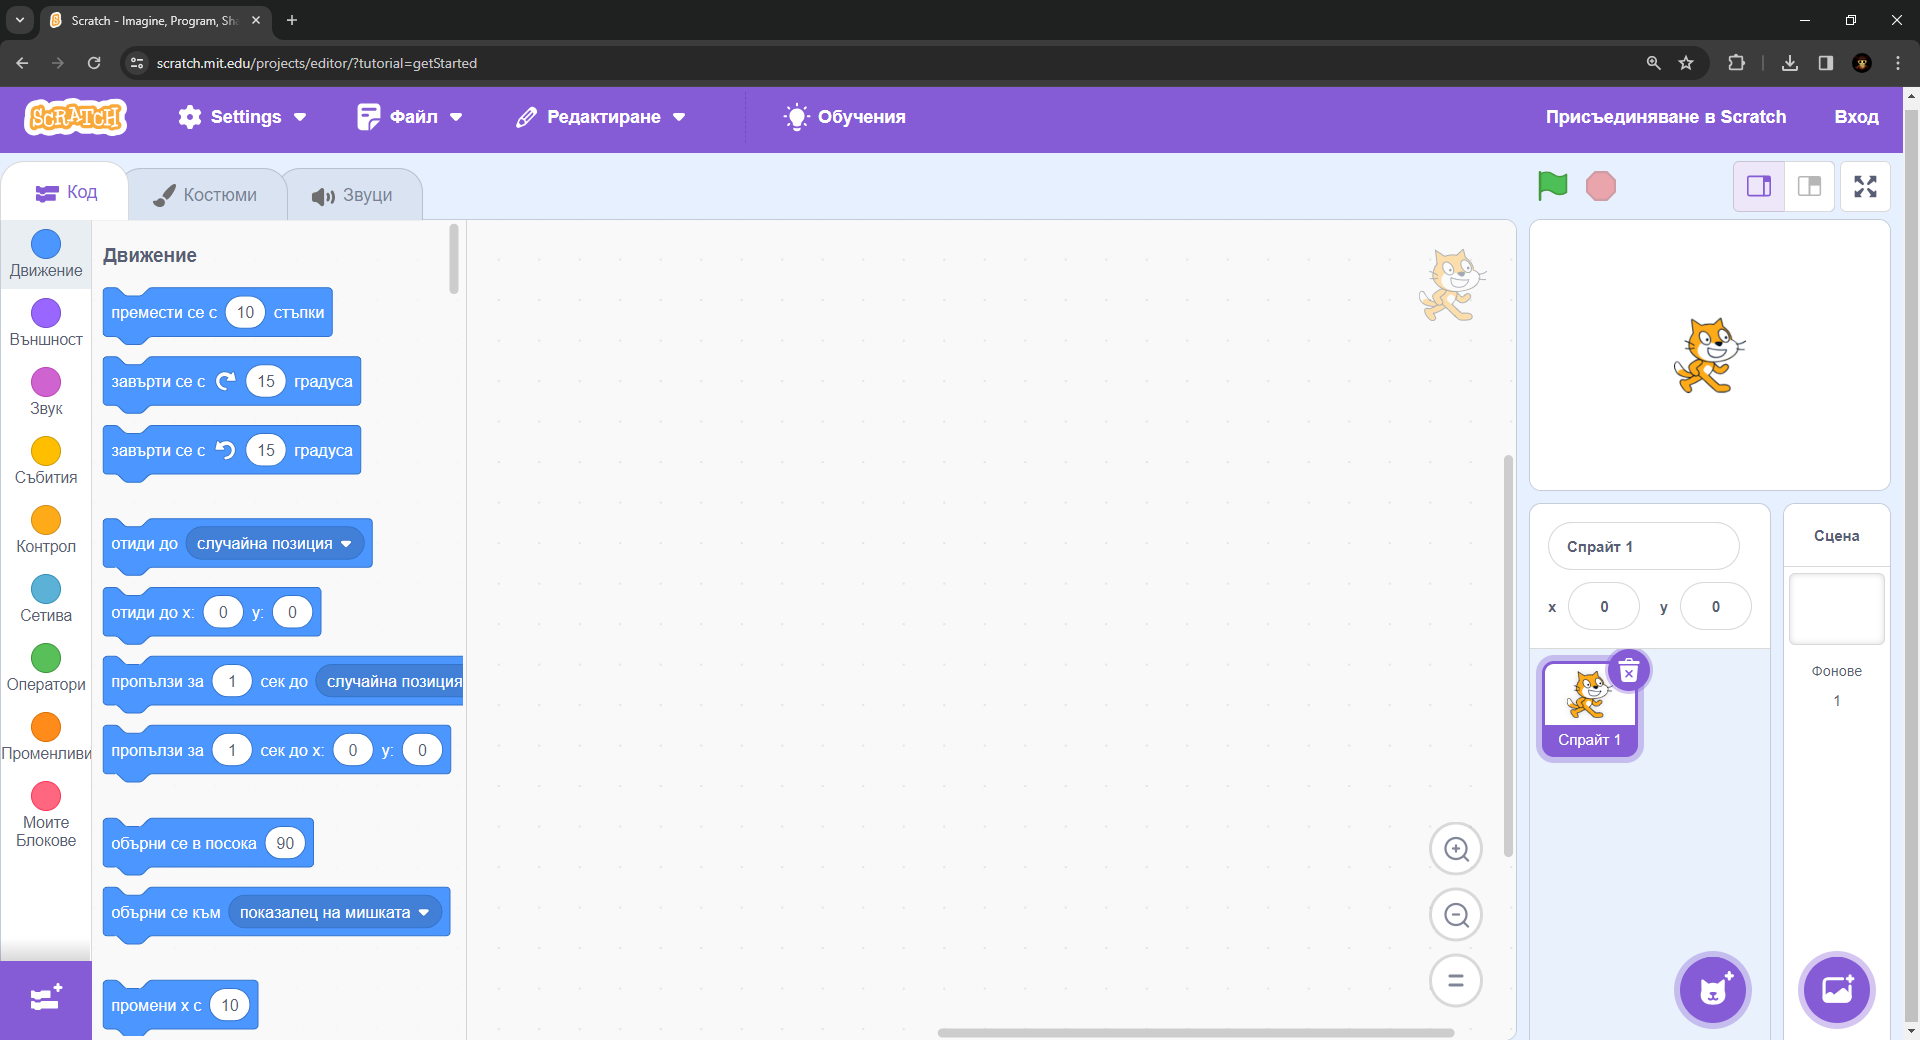 Scratch - Imagine, Program, Sh
scratch.mit.edu/projects/editor/?tutorial=getStarted
SCRATCH
Settings
Файл
Редактиране
Обучения
Присъединяване в Scratch
Вход
Код
Костюми
Звуци
Движение
Външност
Звук
Събития
Контрол
Сетива
Оператори
Променливи
Моите
Блокове
Движение
премести се с 10 стъпки
завърти се с 15 градуса
завърти се с 15 градуса
отиди до случайна позиция
отиди до x: 0 y: 0
пропълзи за 1 сек до случайна позиция
пропълзи за 1 сек до x: 0 y: 0
обърни се в посока 90
обърни се към показалец на мишката
промени x с 10
Спрайт 1
x 0 y 0
Спрайт 1
Сцена
Фонове
1